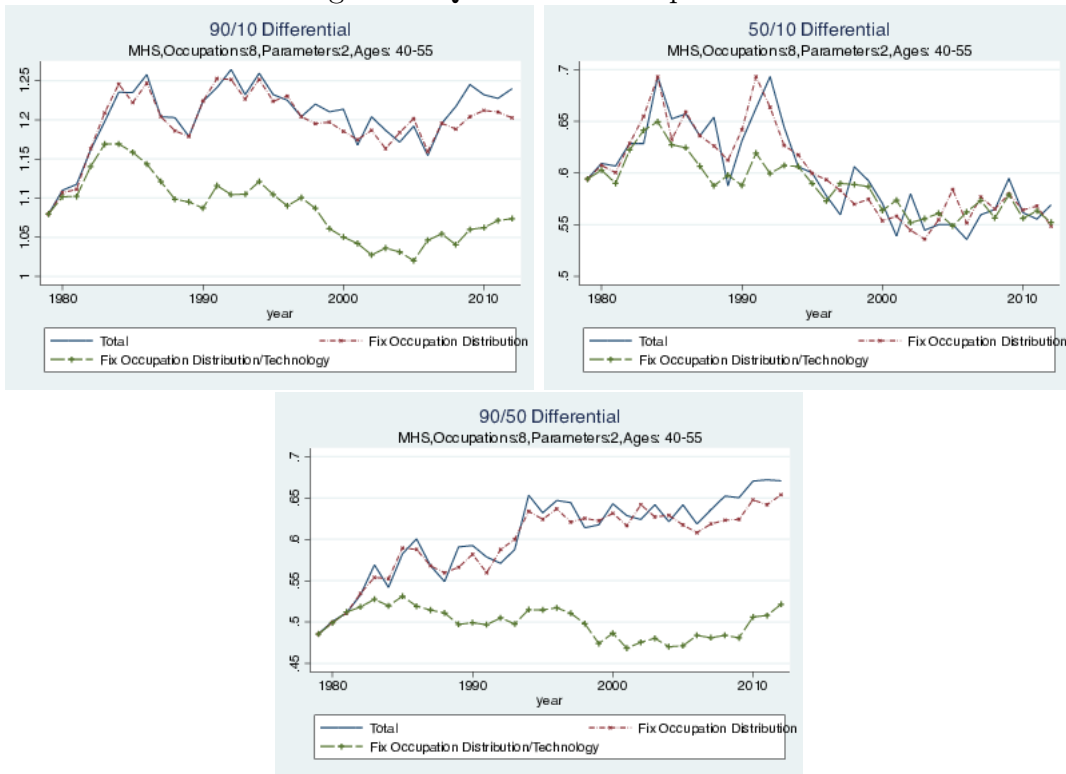 90/10 Differential
MHS,Occupations:8,Parameters:2,Ages: 40-55
1.25
1.2
1.15
1.1
1.05
1
1980 1990 2000 2010
year
Total Fix Occupation Distribution
Fix Occupation Distribution/Technology
50/10 Differential
MHS,Occupations:8,Parameters:2,Ages: 40-55
.7
.65
.6
.55
.5
1980 1990 2000 2010
year
Total Fix Occupation Distribution
Fix Occupation Distribution/Technology
90/50 Differential
MHS,Occupations:8,Parameters:2,Ages: 40-55
.7
.65
.6
.55
.5
.45
1980 1990 2000 2010
year
Total Fix Occupation Distribution
Fix Occupation Distribution/Technology